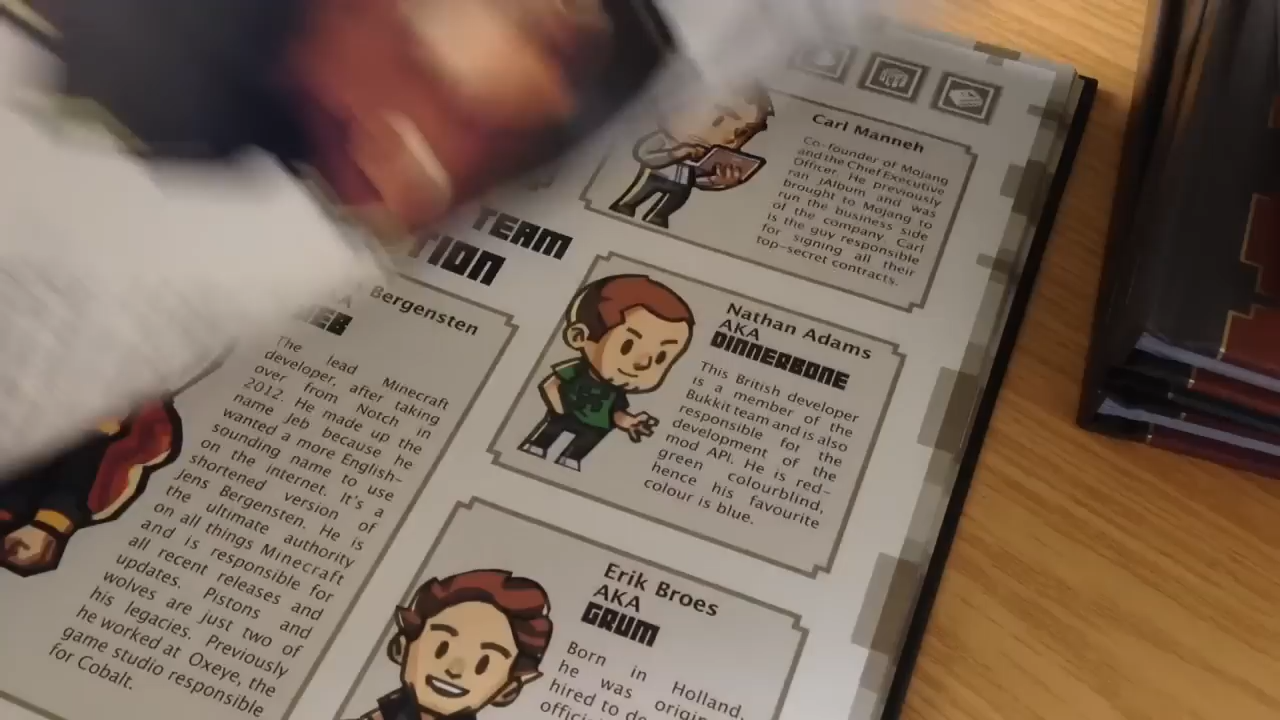 TEAM
TION
Bergensten
JEB
The lead Minecraft
developer, after taking
over from Notch in
2012. He made up the
name Jeb because he
wanted a more English-
sounding name to use
on the internet. It's a
shortened version of
Jens Bergensten. He is
the ultimate authority
on all things Minecraft
and is responsible for
all recent releases and
updates. Pistons and
wolves are just two of
his legacies. Previously
he worked at Oxeye, the
game studio responsible
for Cobalt.
Carl Manneh
Co-founder of Mojang
and the Chief Executive
Officer. He previously
ran jAlbum and was
brought to Mojang to
run the business side
of the company. Carl
is the guy responsible
for signing all their
top-secret contracts.
Nathan Adams
AKA
DINNERBONE
This British developer
is a member of the
Bukkit team and is also
responsible for the
development of the
mod API. He is red-
green colourblind,
hence his favourite
colour is blue.
Erik Broes
AKA
GRUM
Born in Holland,
he was
hired to